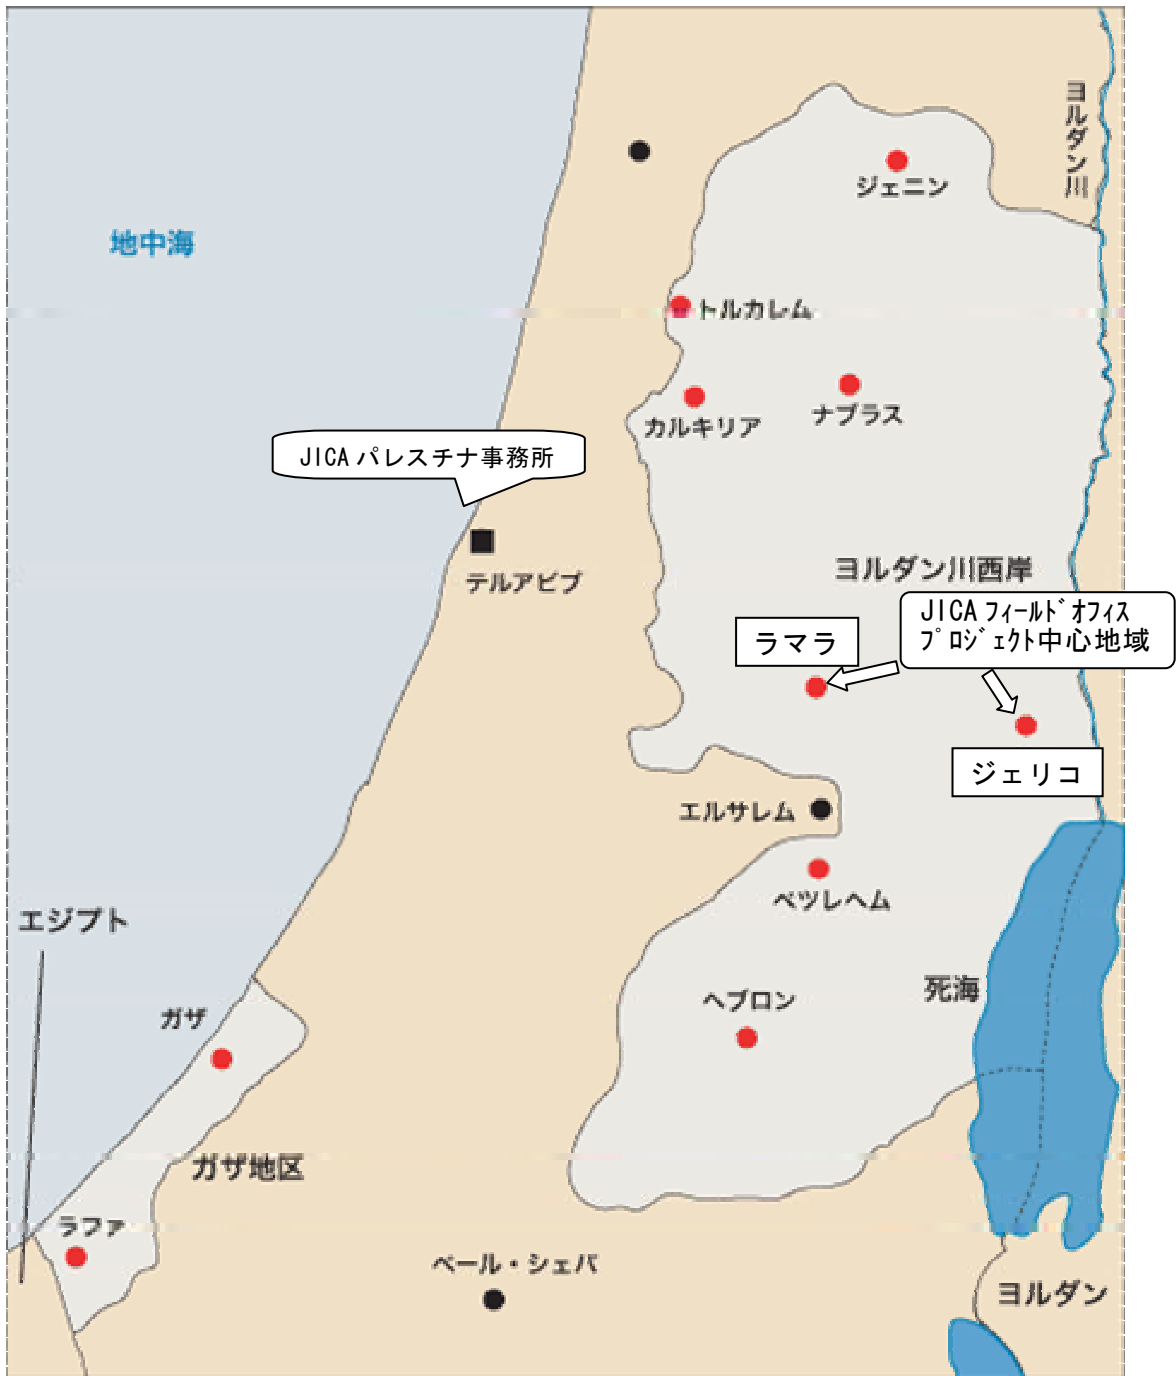 ヨルダン川
ジェニン
地中海
トルカレム
カルキリア
ナブラス
JICA パレスチナ事務所
テルアビブ
ヨルダン川西岸
JICA フィールドオフィス
プロジェクト中心地域
ラマラ
ジェリコ
エルサレム
ベツレヘム
エジプト
死海
ヘブロン
ガザ
ガザ地区
ラファ
ベール・シェバ
ヨルダン